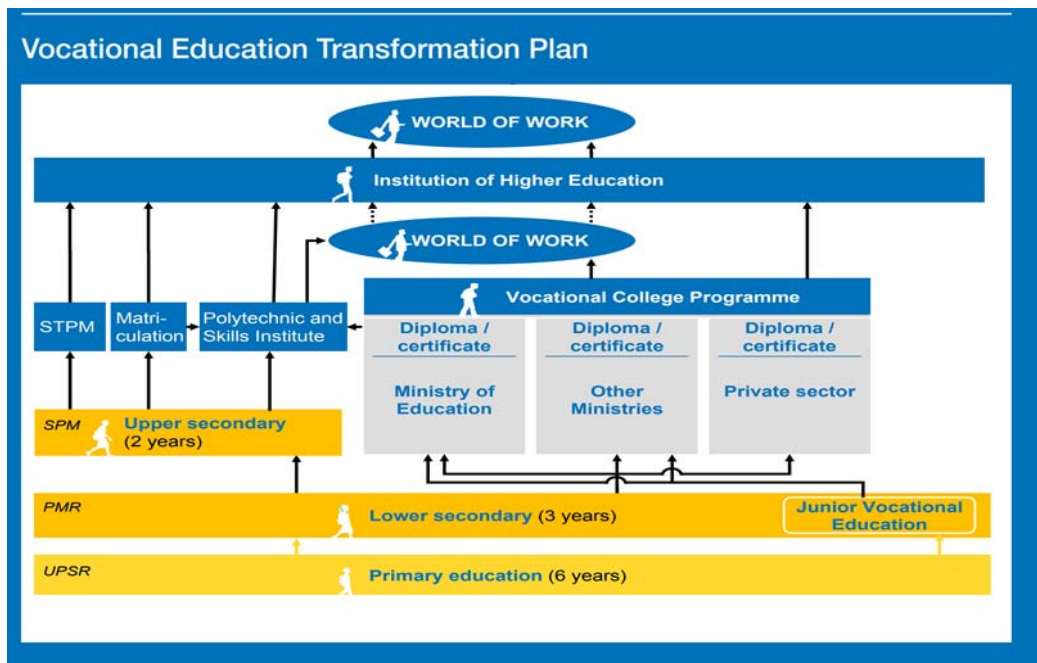 Vocational Education Transformation Plan
WORLD OF WORK
Institution of Higher Education
WORLD OF WORK
Vocational College Programme
STPM
Matri-
culation
Polytechnic and
Skills Institute
Diploma /
certificate
Ministry of
Education
Diploma /
certificate
Other
Ministries
Diploma /
certificate
Private sector
SPM
Upper secondary
(2 years)
PMR
Lower secondary (3 years)
Junior Vocational
Education
UPSR
Primary education (6 years)